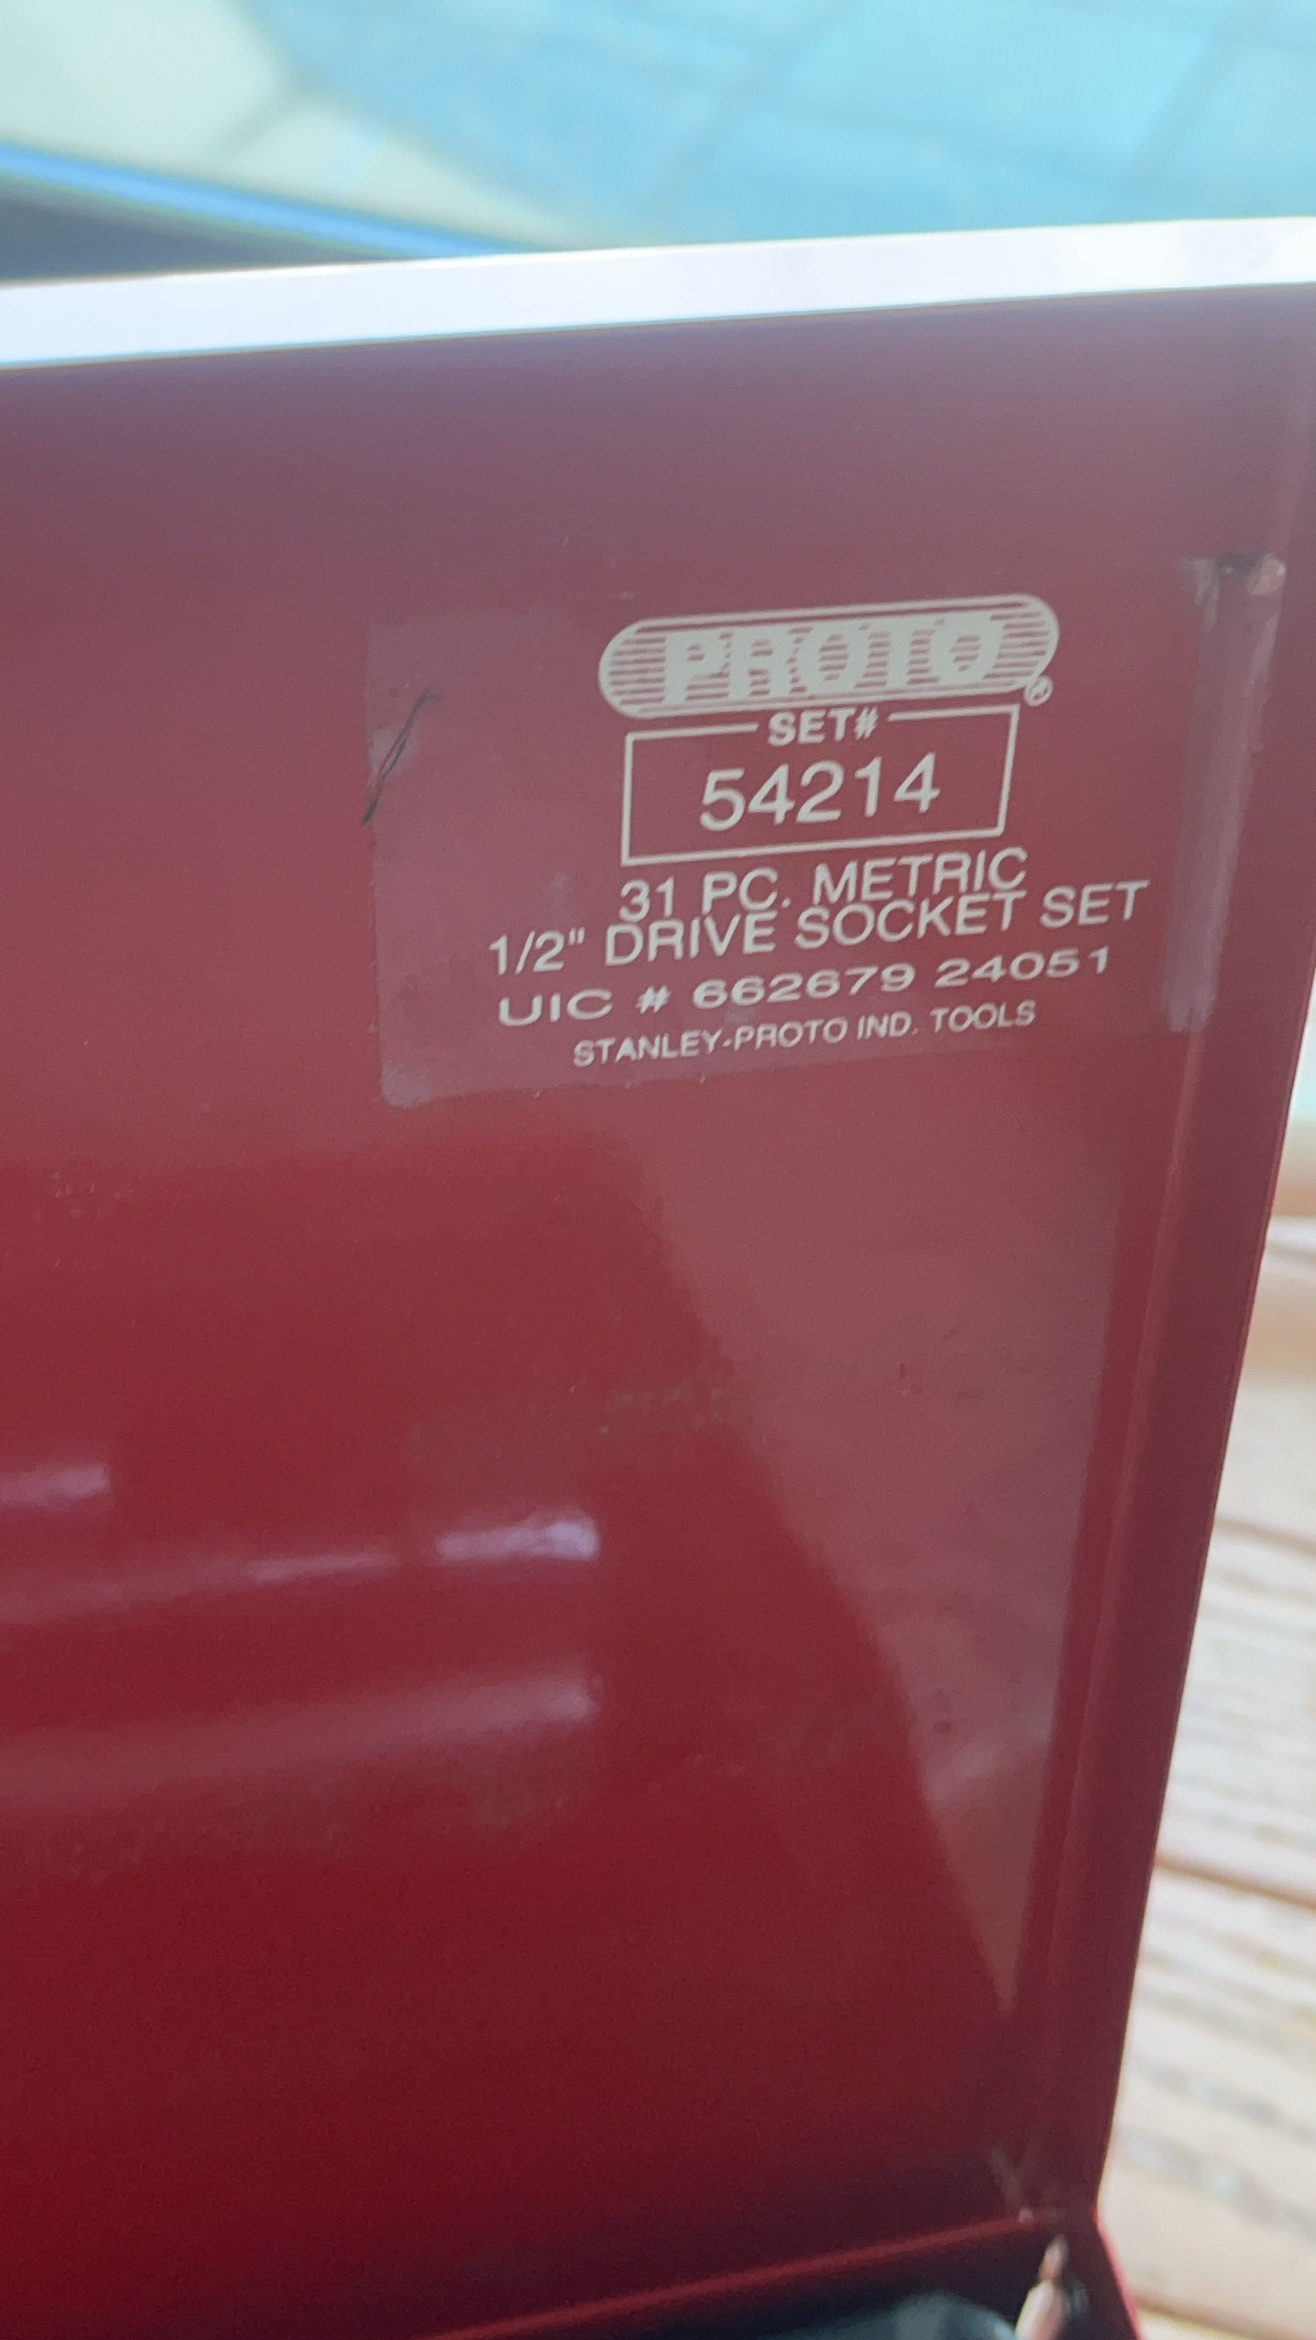 PROTO®
SET#
54214
31 PC. METRIC
1/2" DRIVE SOCKET SET
UIC # 662679 24051
STANLEY-PROTO IND. TOOLS